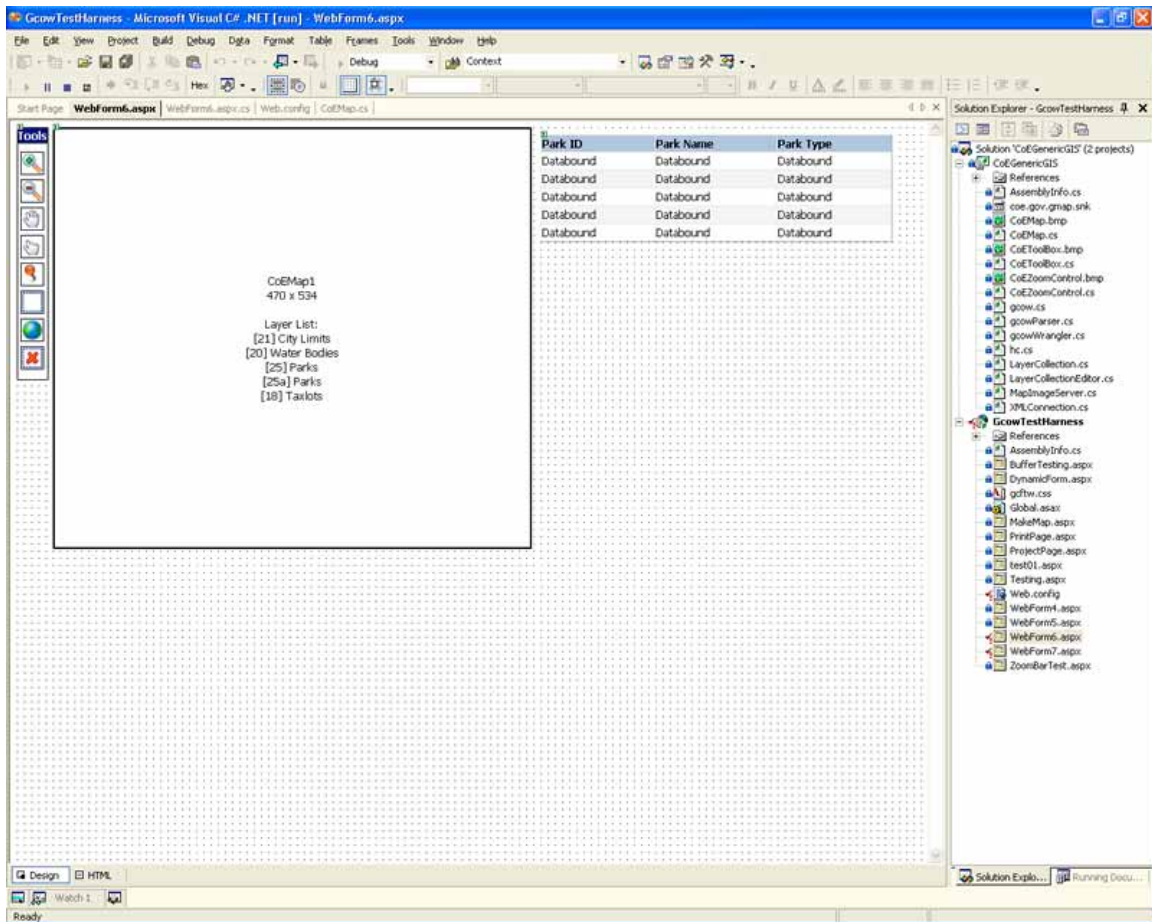 GcowTestHarness - Microsoft Visual C# .NET [run] - WebForm6.aspx
File Edit View Project Build Debug Data Format Table Frames Tools Window Help
Debug Context
Hex
Start Page WebForm6.aspx WebForm6.aspx.cs Web.config CoEMap.cs
Solution Explorer - GcowTestHarness
Tools
CoEMap1
470 x 534
Layer List:
[21] City Limits
[20] Water Bodies
[25] Parks
[25a] Parks
[18] Taxlots
Park ID Park Name Park Type
Databound Databound Databound
Databound Databound Databound
Databound Databound Databound
Databound Databound Databound
Databound Databound Databound
Solution 'CoEGenericGIS' (2 projects)
CoEGenericGIS
References
AssemblyInfo.cs
coe.gov.gmap.snk
CoEMap.bmp
CoEMap.cs
CoEToolBox.bmp
CoEToolBox.cs
CoEZoomControl.bmp
CoEZoomControl.cs
gcow.cs
gcowParser.cs
gcowWrangler.cs
hc.cs
LayerCollection.cs
LayerCollectionEditor.cs
MapImageServer.cs
XMLConnection.cs
GcowTestHarness
References
AssemblyInfo.cs
BufferTesting.aspx
DynamicForm.aspx
gcftw.css
Global.asax
MakeMap.aspx
PrintPage.aspx
ProjectPage.aspx
test01.aspx
Testing.aspx
Web.config
WebForm4.aspx
WebForm5.aspx
WebForm6.aspx
WebForm7.aspx
ZoomBarTest.aspx
Design HTML
Solution Explo... Running Docu...
Watch 1
Ready